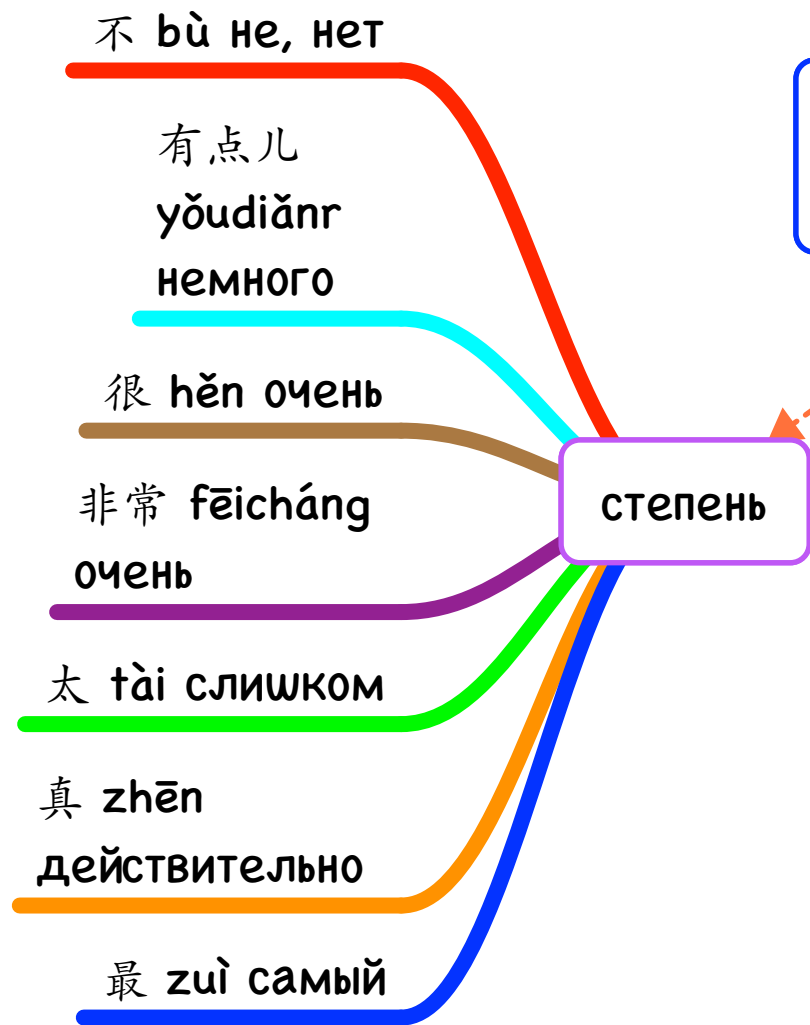 不 bù не, нет
有点儿
yǒudiǎnr
немного
很 hěn очень
非常 fēicháng
очень
太 tài слишком
真 zhēn
действительно
最 zuì самый
степень